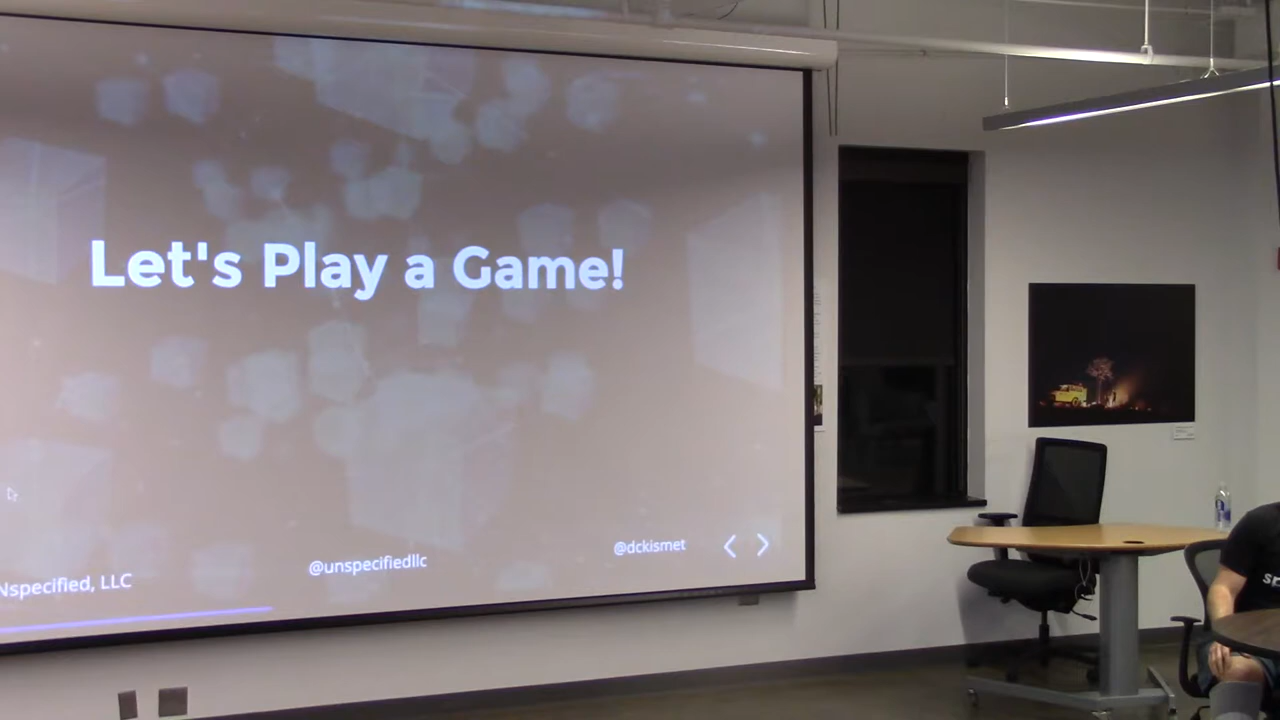 Let's Play a Game!
Nspecified, LLC
@unspecifiedllc
@dckismet